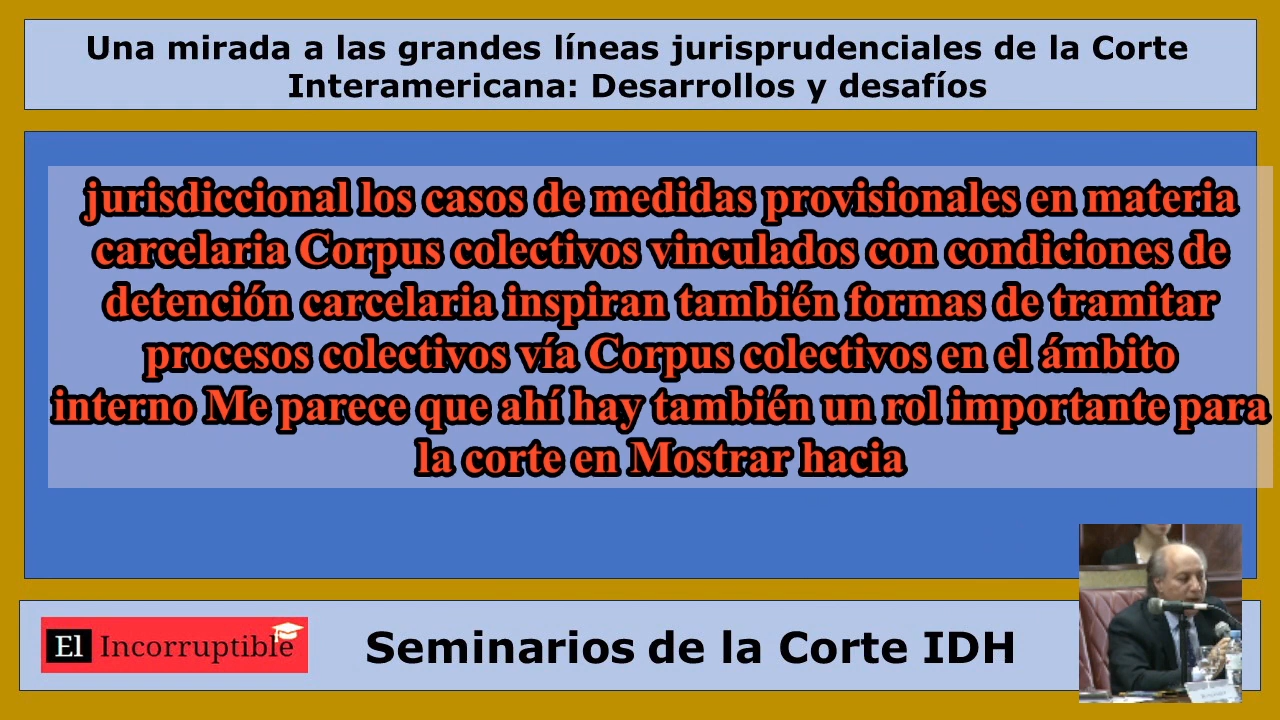 Una mirada a las grandes líneas jurisprudenciales de la Corte
Interamericana: Desarrollos y desafíos
jurisdiccional los casos de medidas provisionales en materia
carcelaria Corpus colectivos vinculados con condiciones de
detención carcelaria inspiran también formas de tramitar
procesos colectivos vía Corpus colectivos en el ámbito
interno Me parece que ahí hay también un rol importante para
la corte en Mostrar hacia
El Incorruptible
Seminarios de la Corte IDH